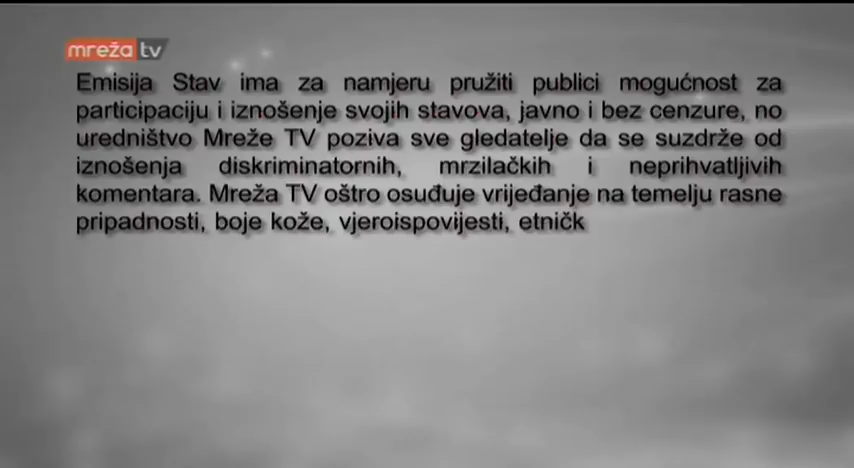 mreža tv
Emisija Stav ima za namjeru pružiti publici mogućnost za
participaciju i iznošenje svojih stavova, javno i bez cenzure, no
uredništvo Mreže TV poziva sve gledatelje da se suzdrže od
iznošenja diskriminatornih, mrzilačkih i neprihvatljivih
komentara. Mreža TV oštro osuđuje vrijeđanje na temelju rasne
pripadnosti, boje kože, vjeroispovijesti, etničk